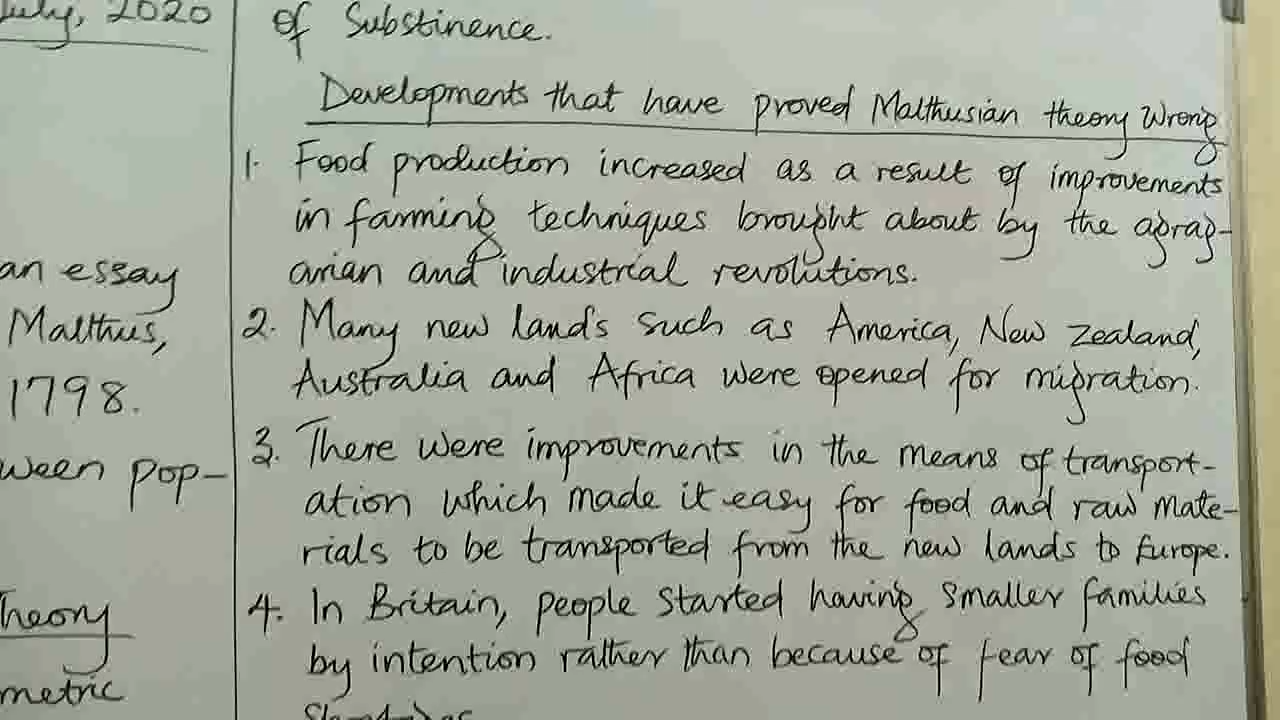 July, 2020
an essay
Malthus,
1798.
ween pop-
heory
metric
of Substinence.
Developments that have proved Malthusian theory Wrong
1. Food production increased as a result of improvements
in farming techniques brought about by the agrag-
arian and industrial revolutions.
2. Many new lands such as America, New Zealand,
Australia and Africa were opened for migration.
3. There were improvements in the means of transport-
ation which made it easy for food and raw mate-
rials to be transported from the new lands to Europe.
4. In Britain, people started having smaller families
by intention rather than because of fear of food